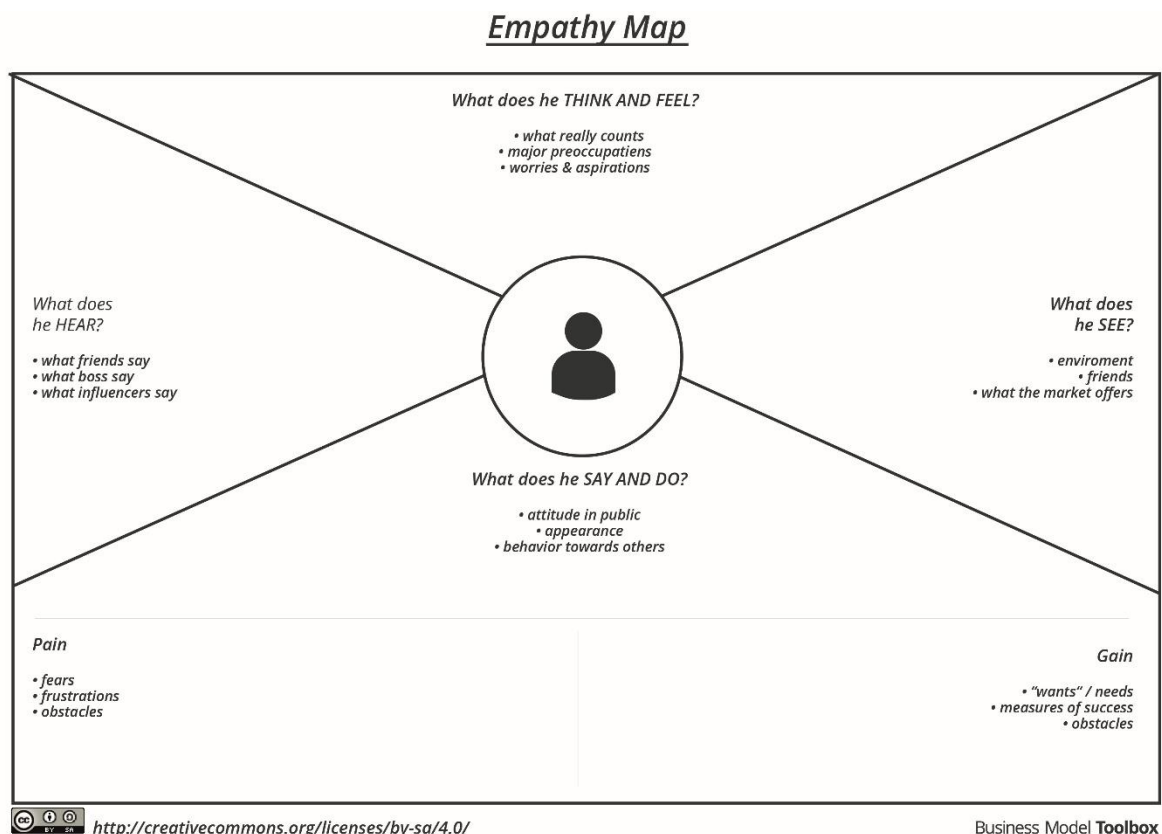 Empathy Map
What does he THINK AND FEEL?
• what really counts
• major preoccupatiens
• worries & aspirations
What does
he HEAR?
• what friends say
• what boss say
• what influencers say
What does
he SEE?
• enviroment
• friends
• what the market offers
What does he SAY AND DO?
• attitude in public
• appearance
• behavior towards others
Pain
• fears
• frustrations
• obstacles
Gain
• “wants” / needs
• measures of success
• obstacles
cc BY SA
http://creativecommons.org/licenses/by-sa/4.0/
Business Model Toolbox